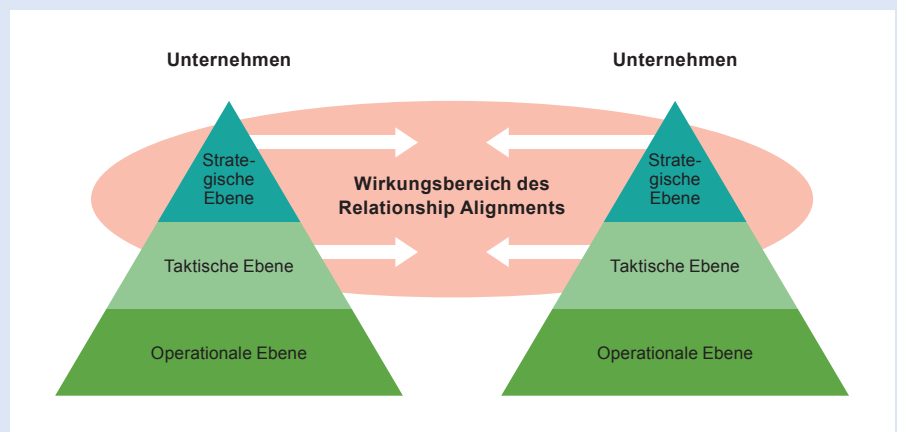 Unternehmen
Unternehmen
Strate-
gische
Ebene
Strate-
gische
Ebene
Wirkungsbereich des
Relationship Alignments
Taktische Ebene
Taktische Ebene
Operationale Ebene
Operationale Ebene